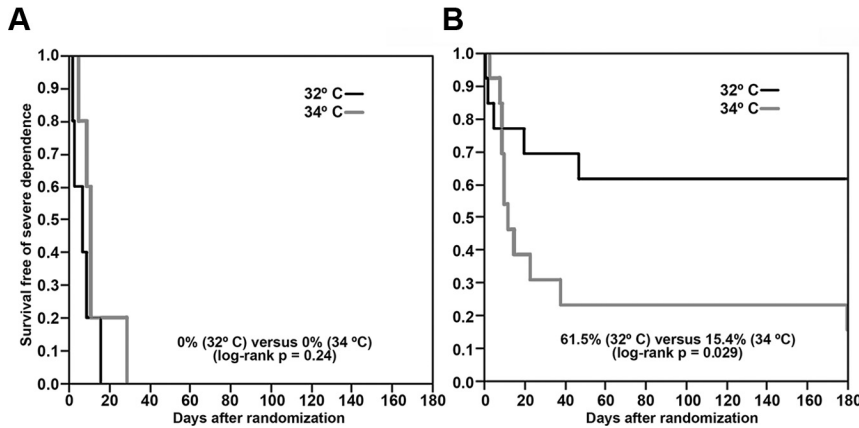 A
B
Survival free of severe dependence
1.0
0.9
0.8
0.7
0.6
0.5
0.4
0.3
0.2
0.1
0.0
32º C
34º C
0% (32º C) versus 0% (34 ºC)
(log-rank p = 0.24)
0 20 40 60 80 100 120 140 160 180
Days after randomization
1.0
0.9
0.8
0.7
0.6
0.5
0.4
0.3
0.2
0.1
0.0
32º C
34º C
61.5% (32º C) versus 15.4% (34 ºC)
(log-rank p = 0.029)
0 20 40 60 80 100 120 140 160 180
Days after randomization